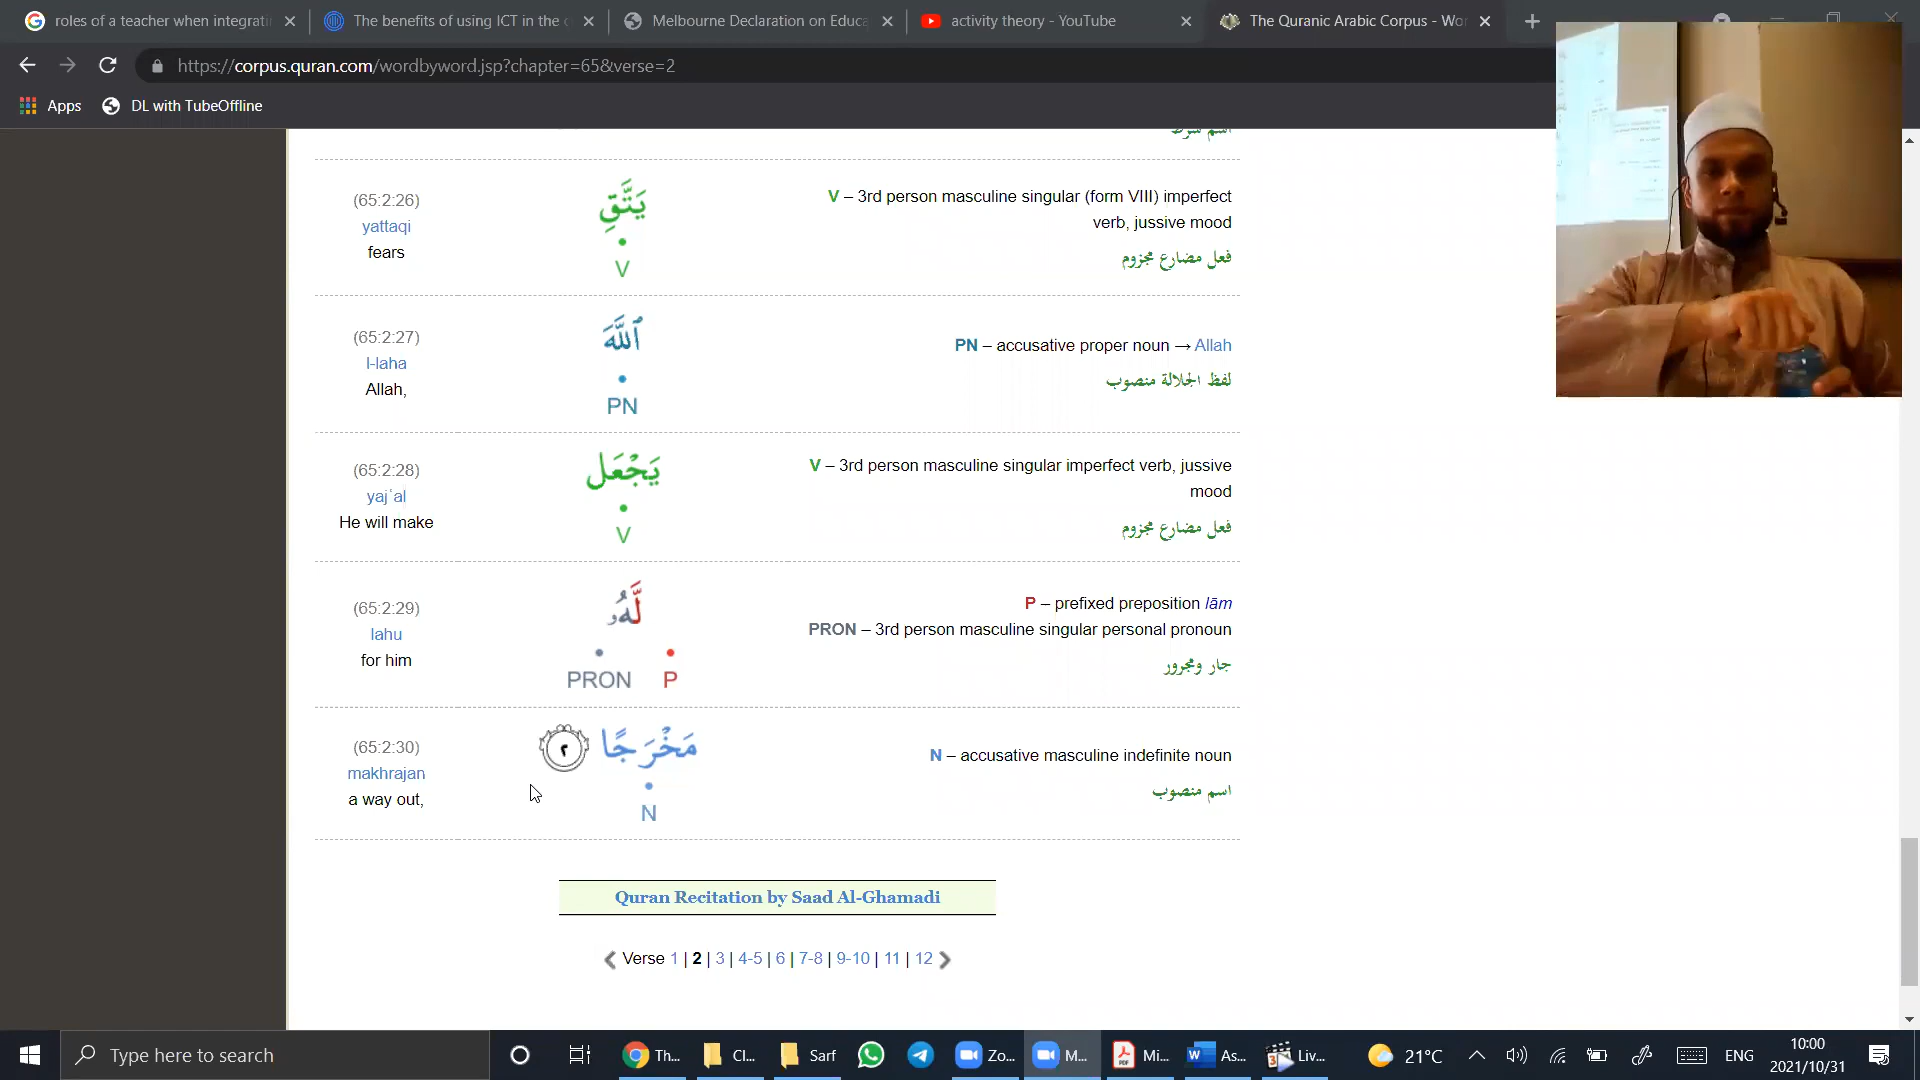 roles of a teacher when integrati
The benefits of using ICT in the c
Melbourne Declaration on Educa
activity theory - YouTube
The Quranic Arabic Corpus - Wor
https://corpus.quran.com/wordbyword.jsp?chapter=65&verse=2
Apps
DL with TubeOffline
اسم شرط
(65:2:26)
yattaqi
fears
يَتَّقِ
V
V – 3rd person masculine singular (form VIII) imperfect
verb, jussive mood
فعل مضارع مجزوم
(65:2:27)
l-laha
Allah,
ٱللَّهَ
PN
PN – accusative proper noun → Allah
لفظ الجلالة منصوب
(65:2:28)
yajʿal
He will make
يَجْعَل
V
V – 3rd person masculine singular imperfect verb, jussive
mood
فعل مضارع مجزوم
(65:2:29)
lahu
for him
لَّهُۥ
PRON P
P – prefixed preposition lām
PRON – 3rd person masculine singular personal pronoun
جار ومجرور
(65:2:30)
makhrajan
a way out,
مَخْرَجًا ٢
N
N – accusative masculine indefinite noun
اسم منصوب
Quran Recitation by Saad Al-Ghamadi
Verse 1 | 2 | 3 | 4-5 | 6 | 7-8 | 9-10 | 11 | 12
Type here to search
Th...
Cl...
Sarf
Zo...
M...
Mi...
As...
Liv...
21°C
ENG
10:00
2021/10/31